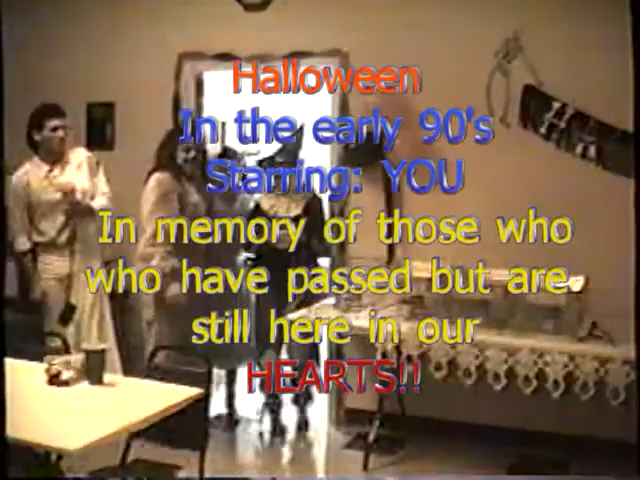 Halloween
In the early 90's
Starring: YOU
In memory of those who
who have passed but are
still here in our
HEARTS!!